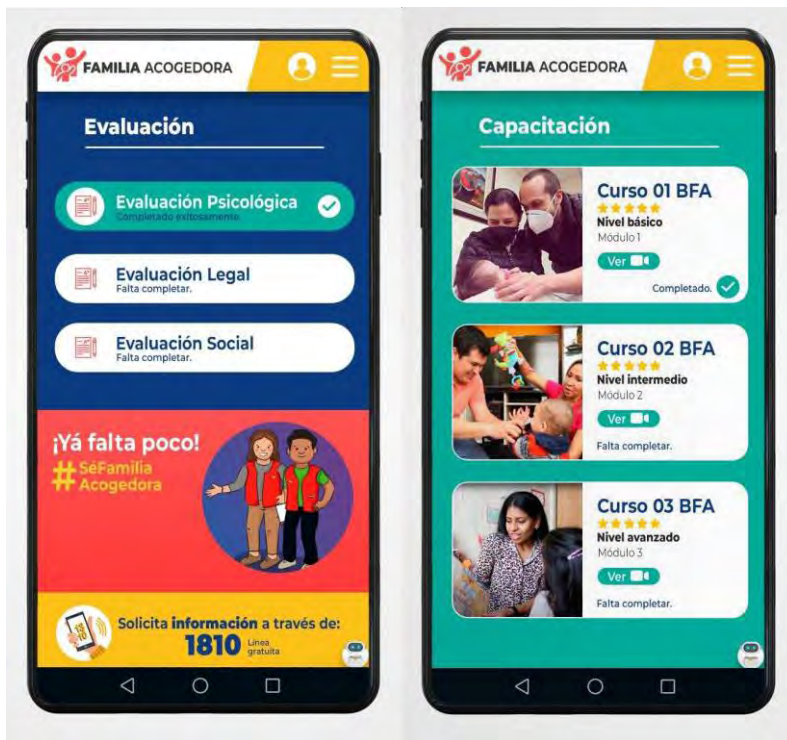 FAMILIA ACOGEDORA
Evaluación
Evaluación Psicológica
Completado exitosamente.
Evaluación Legal
Falta completar.
Evaluación Social
Falta completar.
¡Yá falta poco!
#SéFamilia
Acogedora
Solicita información a través de:
1810 Línea
gratuita
FAMILIA ACOGEDORA
Capacitación
Curso 01 BFA
Nivel básico
Módulo 1
Ver
Completado.
Curso 02 BFA
Nivel intermedio
Módulo 2
Ver
Falta completar.
Curso 03 BFA
Nivel avanzado
Módulo 3
Ver
Falta completar.